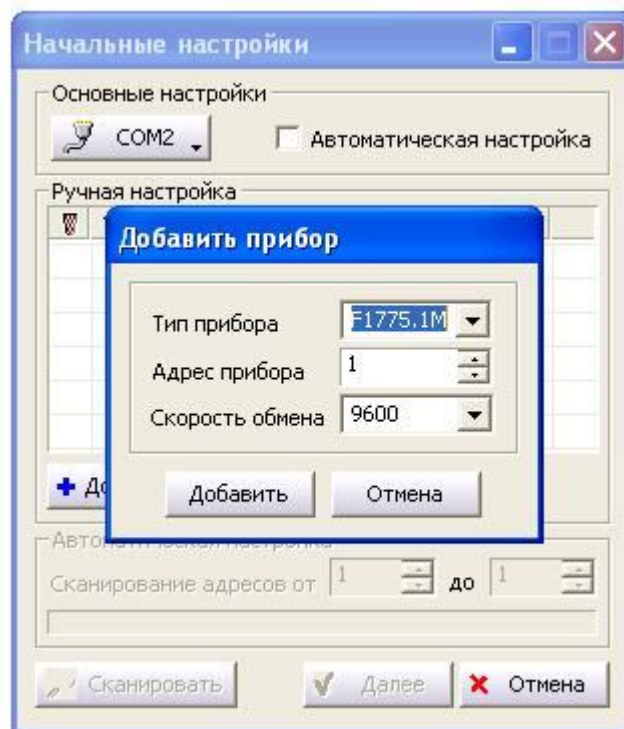 Начальные настройки
Основные настройки
COM2
Автоматическая настройка
Ручная настройка
Добавить прибор
Тип прибора
F1775.1М
Адрес прибора
1
Скорость обмена
9600
Добавить
Отмена
Сканирование адресов от
1
до
1
Сканировать
Далее
Отмена